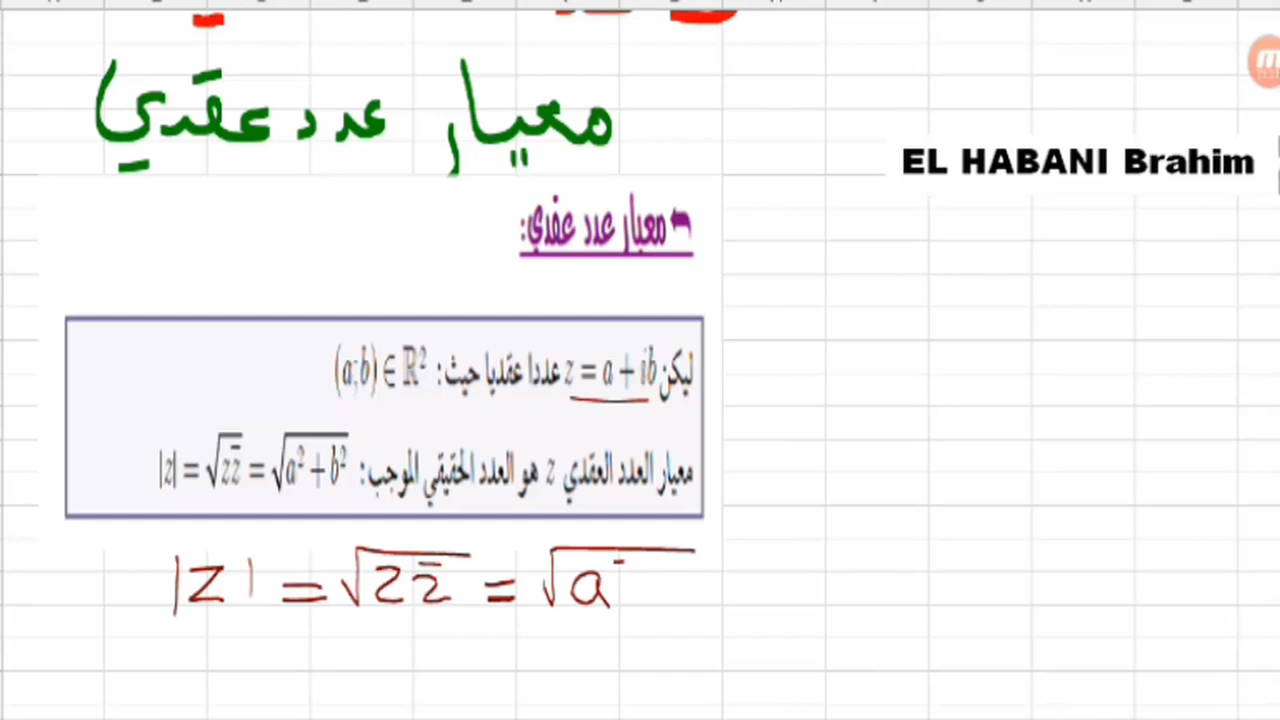 معيار عدد عقدي
EL HABANI Brahim
معيار عدد عقدي:
ليكن z = a + ib عددا عقديا حيث: (a;b) ∈ ℝ²
معيار العدد العقدي z هو العدد الحقيقي الموجب: |z| = √(zz̄) = √(a² + b²)
|z| = √(zz̄) = √a